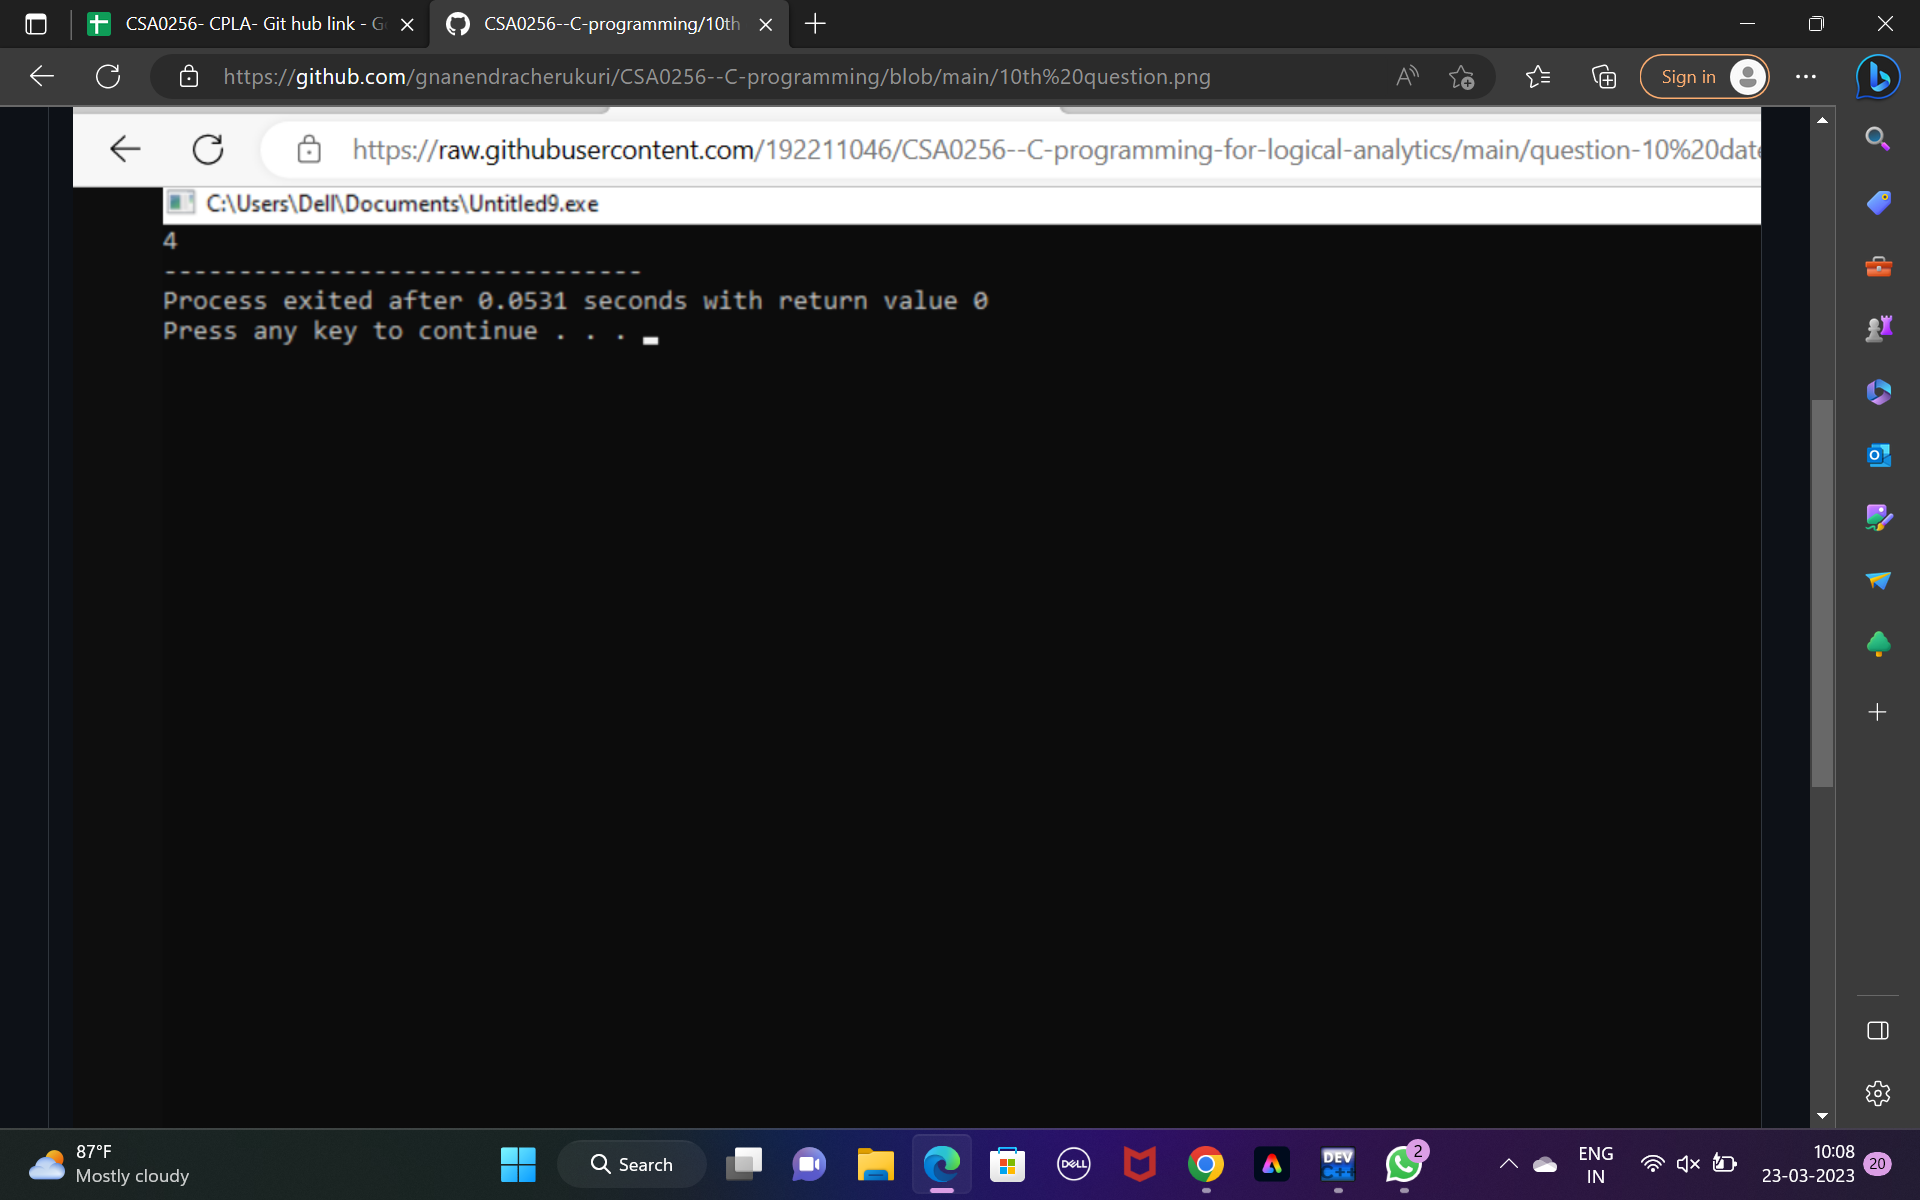 CSA0256- CPLA- Git hub link - G
CSA0256--C-programming/10th
https://github.com/gnanendracherukuri/CSA0256--C-programming/blob/main/10th%20question.png
Sign in
https://raw.githubusercontent.com/192211046/CSA0256--C-programming-for-logical-analytics/main/question-10%20dat
C:\Users\Dell\Documents\Untitled9.exe
4
--------------------------------
Process exited after 0.0531 seconds with return value 0
Press any key to continue . . .
87°F
Mostly cloudy
Search
DELL
DEV
C++
2
ENG
IN
10:08
23-03-2023
20